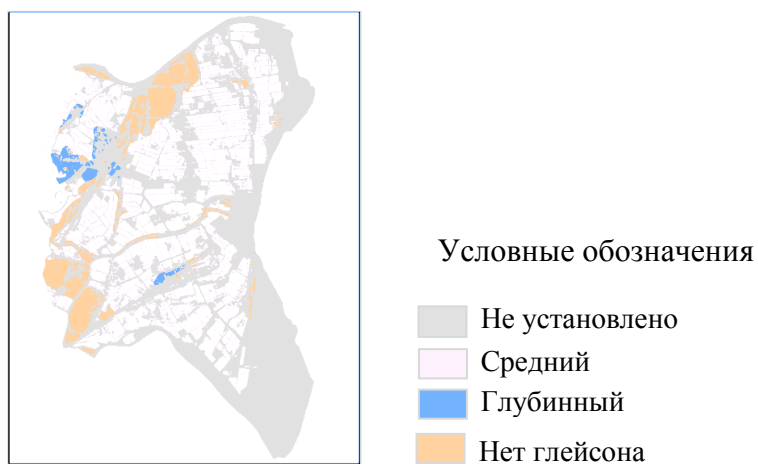 Условные обозначения
Не установлено
Средний
Глубинный
Нет глейсона